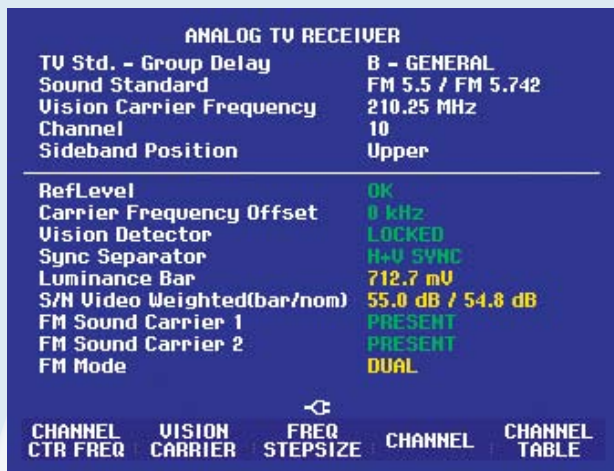 ANALOG TV RECEIVER
TV Std. - Group Delay B - GENERAL
Sound Standard FM 5.5 / FM 5.742
Vision Carrier Frequency 210.25 MHz
Channel 10
Sideband Position Upper
RefLevel OK
Carrier Frequency Offset 0 kHz
Vision Detector LOCKED
Sync Separator H+V SYNC
Luminance Bar 712.7 mV
S/N Video Weighted(bar/nom) 55.0 dB / 54.8 dB
FM Sound Carrier 1 PRESENT
FM Sound Carrier 2 PRESENT
FM Mode DUAL
CHANNEL CTR FREQ
VISION CARRIER
FREQ STEPSIZE
CHANNEL
CHANNEL TABLE